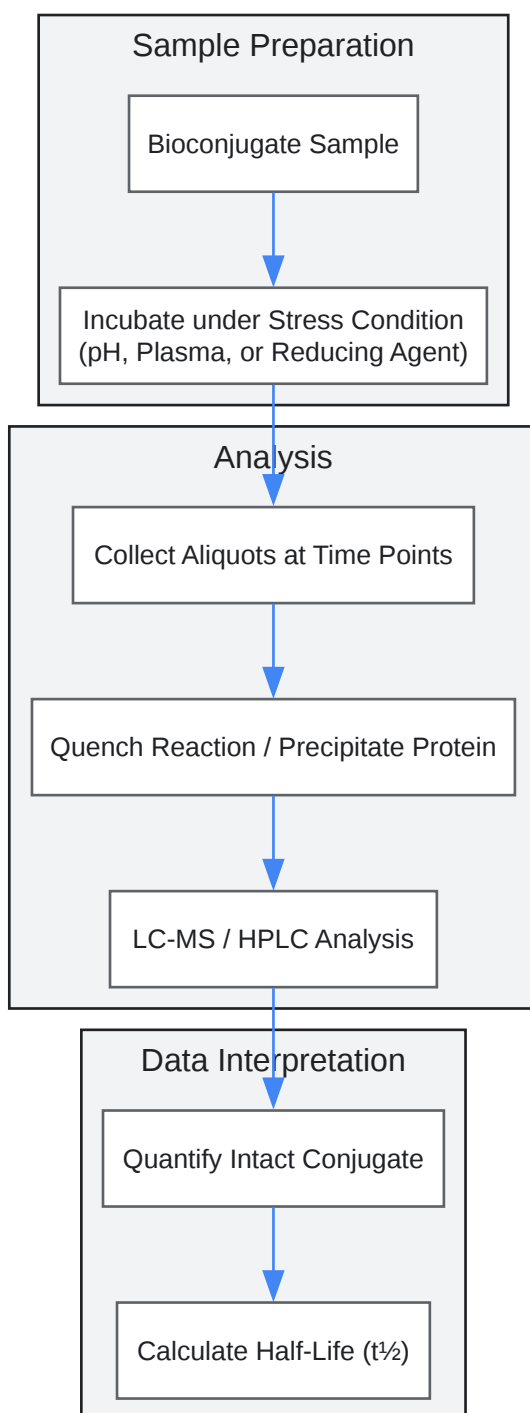 Sample Preparation
Bioconjugate Sample
Incubate under Stress Condition
(pH, Plasma, or Reducing Agent)
Analysis
Collect Aliquots at Time Points
Quench Reaction / Precipitate Protein
LC-MS / HPLC Analysis
Data Interpretation
Quantify Intact Conjugate
Calculate Half-Life (t½)